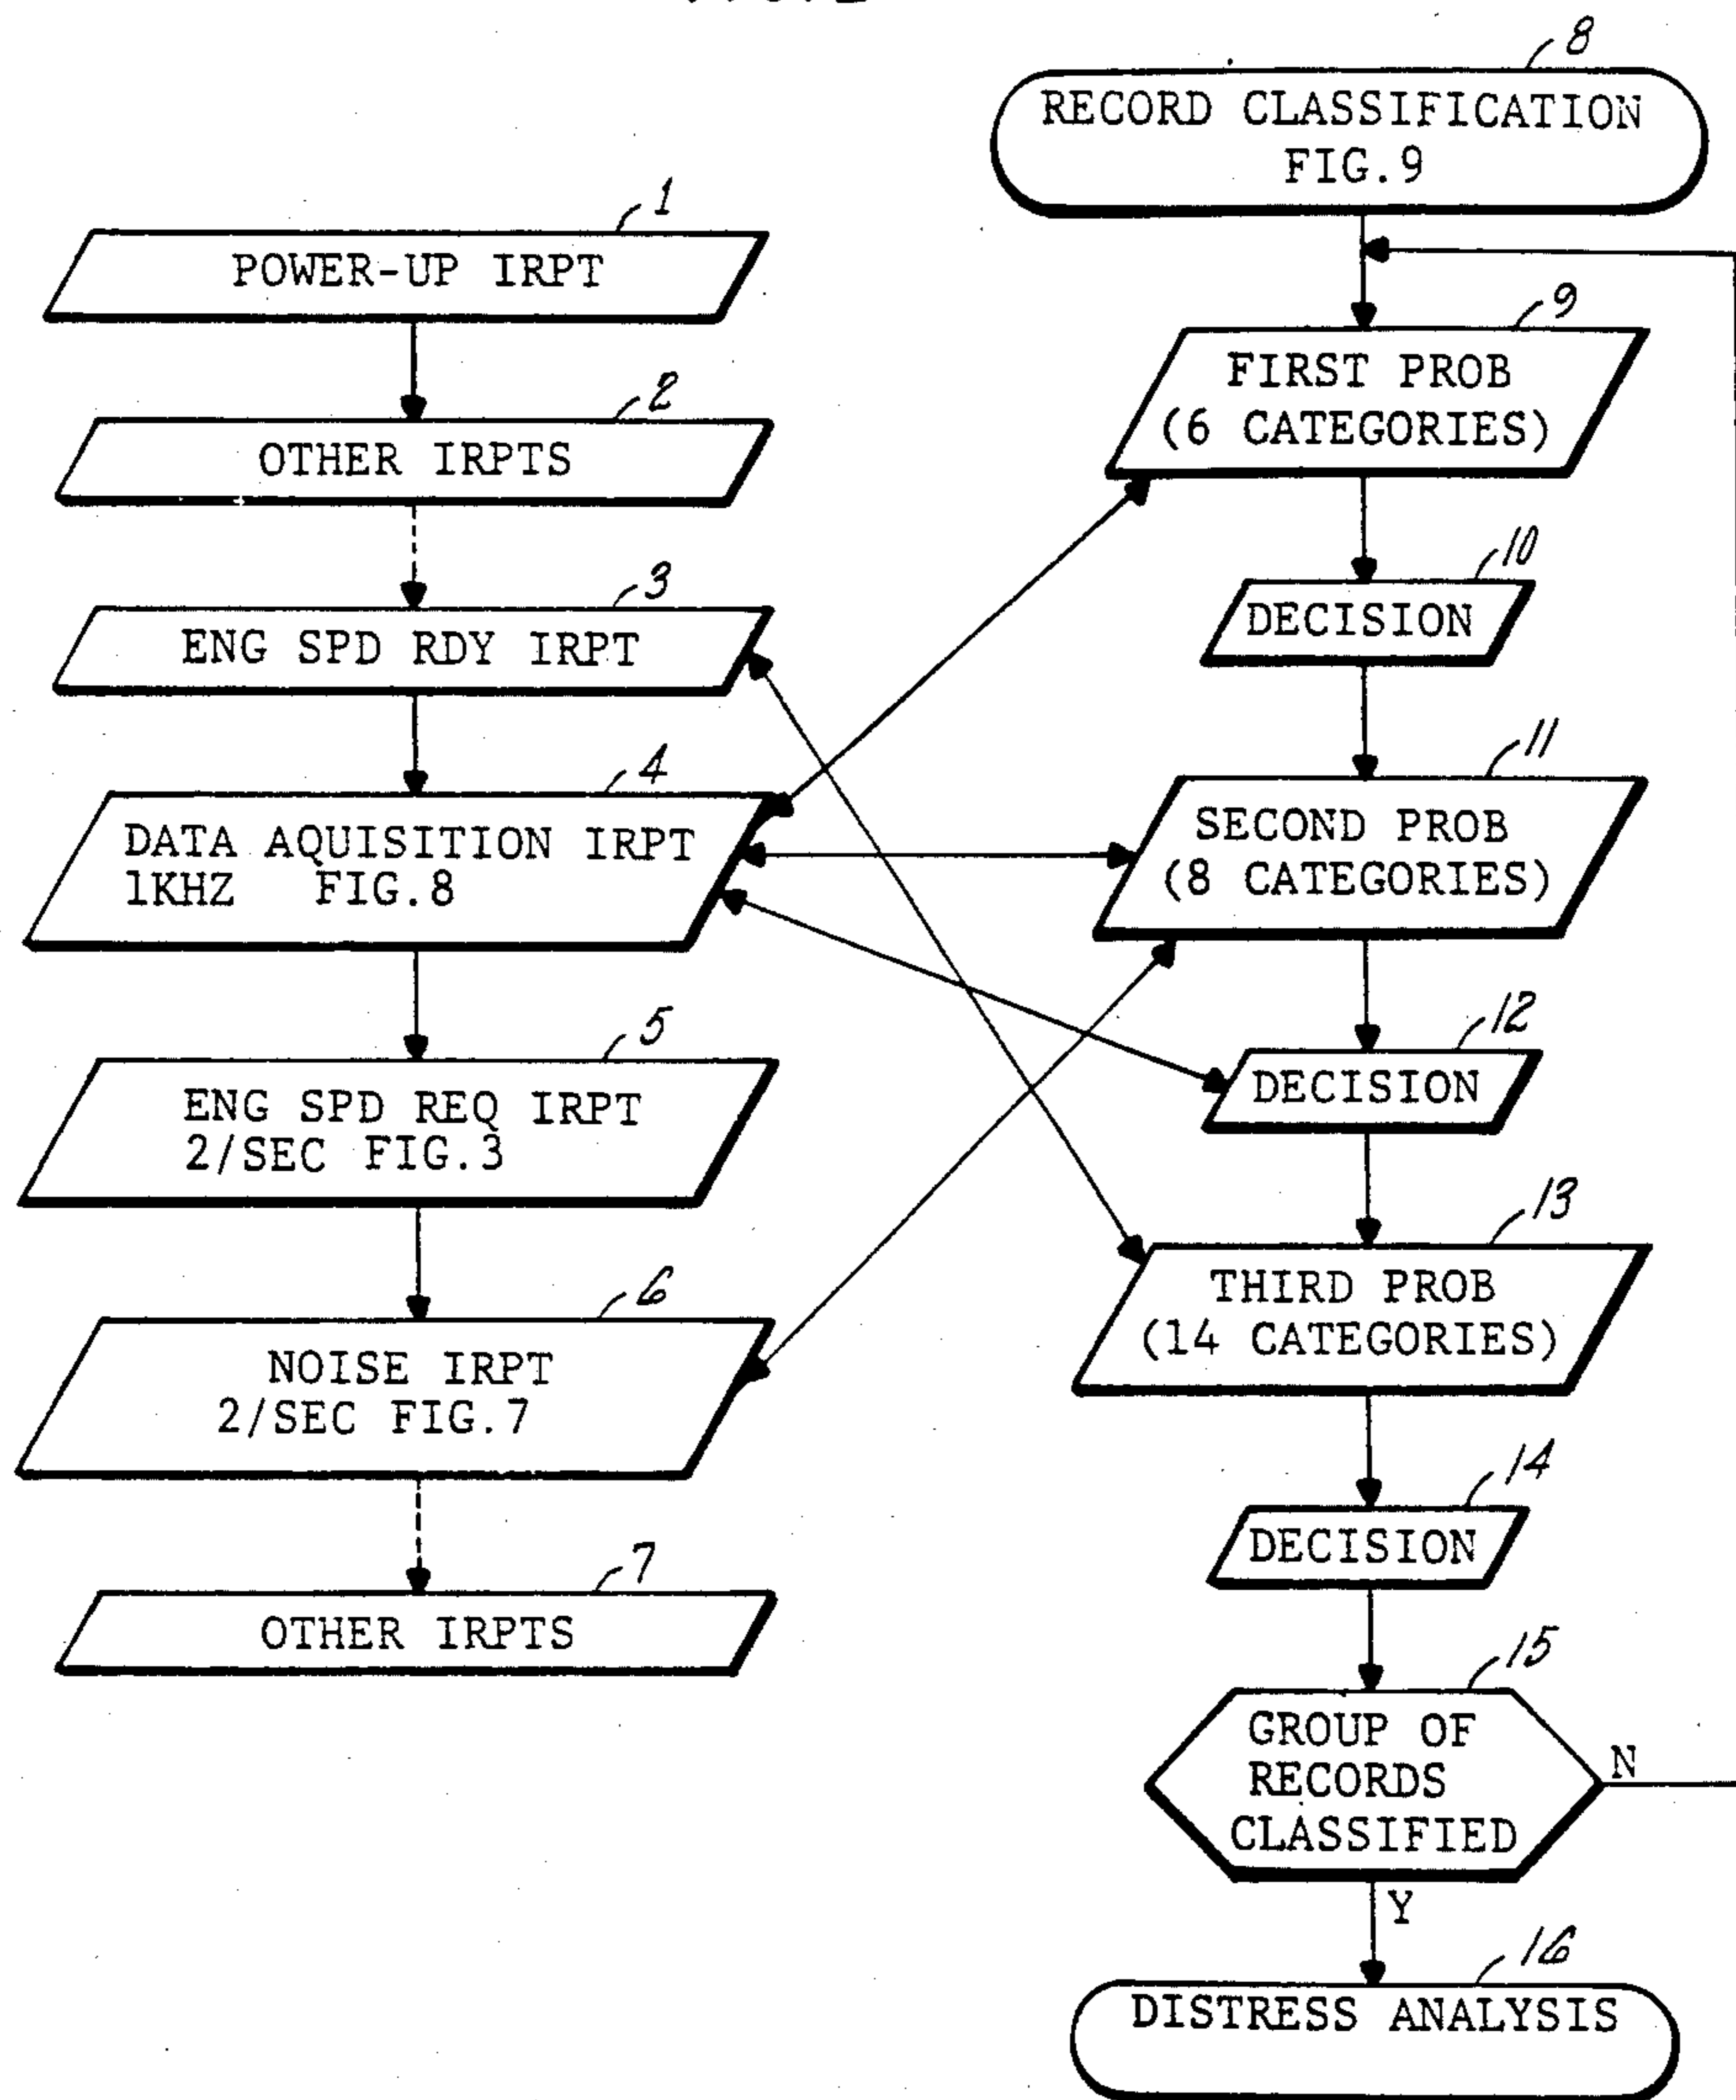 8
RECORD CLASSIFICATION
FIG.9
1
POWER-UP IRPT
9
FIRST PROB
(6 CATEGORIES)
2
OTHER IRPTS
10
DECISION
3
ENG SPD RDY IRPT
11
SECOND PROB
(8 CATEGORIES)
4
DATA AQUISITION IRPT
1KHZ FIG.8
12
DECISION
5
ENG SPD REQ IRPT
2/SEC FIG.3
13
THIRD PROB
(14 CATEGORIES)
6
NOISE IRPT
2/SEC FIG.7
14
DECISION
7
OTHER IRPTS
15
GROUP OF
RECORDS
CLASSIFIED
N
Y
16
DISTRESS ANALYSIS